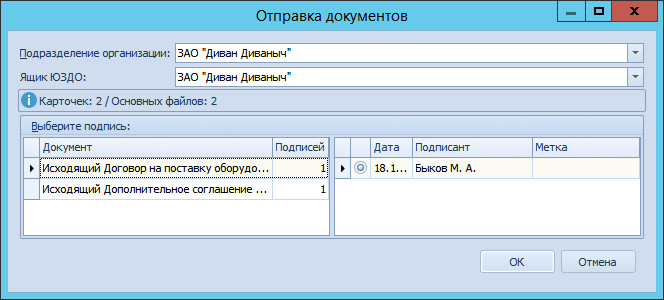 Отправка документов
Подразделение организации: ЗАО "Диван Диваныч"
Ящик ЮЗДО: ЗАО "Диван Диваныч"
Карточек: 2 / Основных файлов: 2
Выберите подпись:
Документ Подписей Дата Подписант Метка
Исходящий Договор на поставку оборудо... 1 18.1... Быков М. А.
Исходящий Дополнительное соглашение ... 1
ОК Отмена